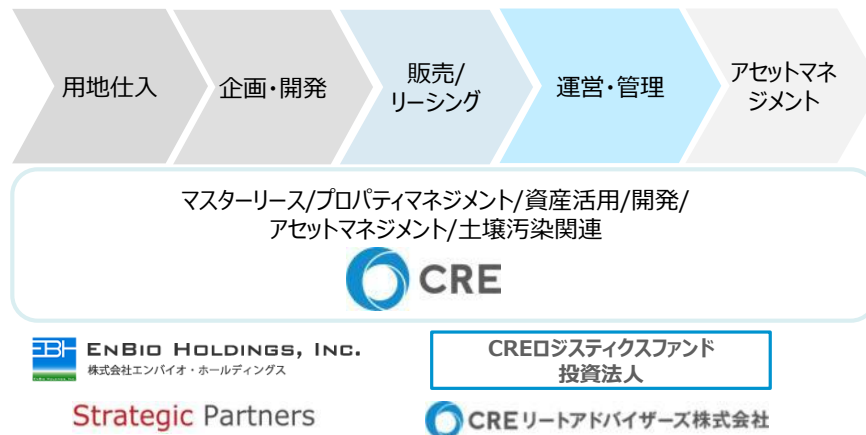 用地仕入
企画・開発
販売/
リーシング
運営・管理
アセットマネ
ジメント
マスターリース/プロパティマネジメント/資産活用/開発/
アセットマネジメント/土壌汚染関連
CRE
EBH ENBIO HOLDINGS, INC.
株式会社エンバイオ・ホールディングス
CREロジスティクスファンド
投資法人
Strategic Partners
CREリートアドバイザーズ株式会社